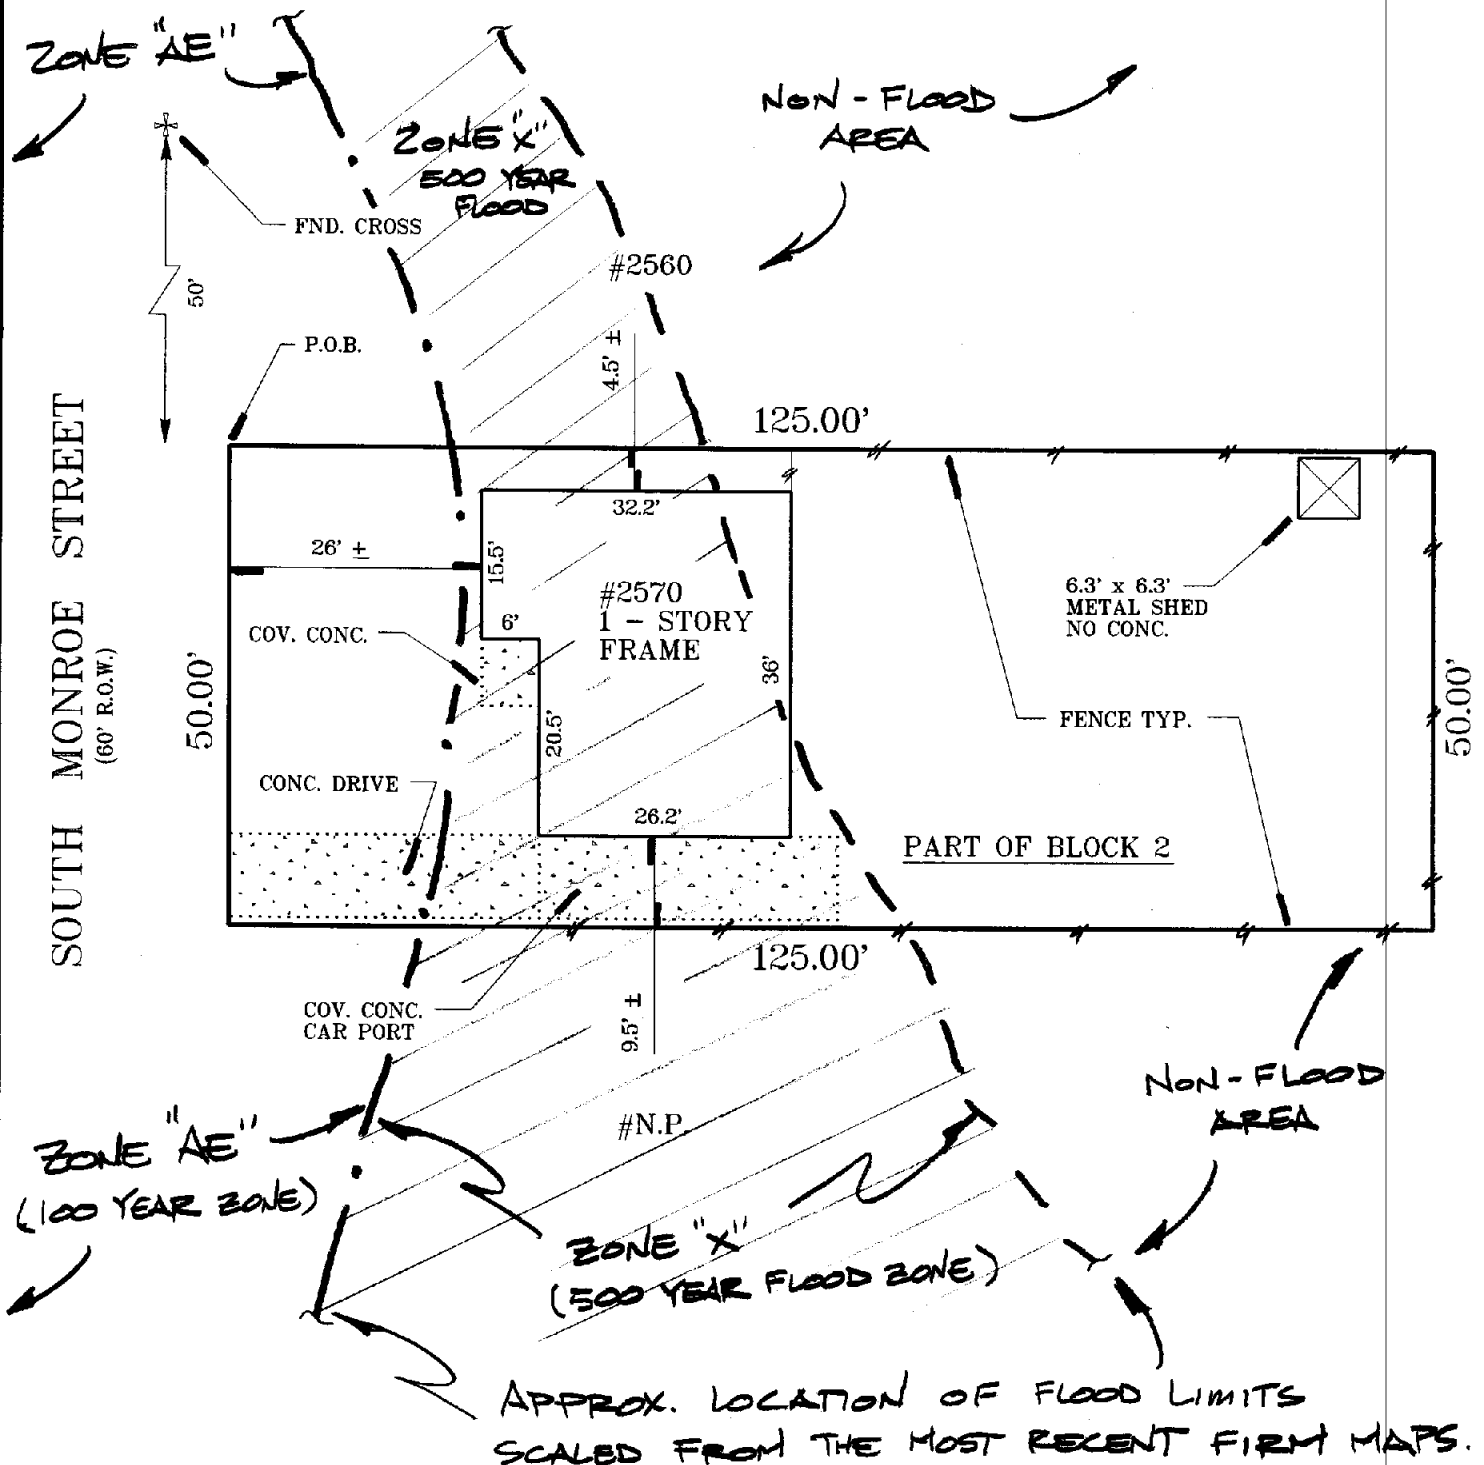 ZONE "AE"
NON - FLOOD
AREA
ZONE "X"
500 YEAR
FLOOD
FND. CROSS
#2560
50'
P.O.B.
4.5' ±
125.00'
SOUTH MONROE STREET
(60' R.O.W.)
32.2'
26' ±
15.5'
#2570
1 - STORY
FRAME
6.3' x 6.3'
METAL SHED
NO CONC.
6'
COV. CONC.
36'
50.00'
50.00'
FENCE TYP.
20.5'
CONC. DRIVE
26.2'
PART OF BLOCK 2
125.00'
COV. CONC.
CAR PORT
9.5' ±
NON - FLOOD
AREA
#N.P.
ZONE "AE"
(100 YEAR ZONE)
ZONE "X"
(500 YEAR FLOOD ZONE)
APPROX. LOCATION OF FLOOD LIMITS
SCALED FROM THE MOST RECENT FIRM MAPS.